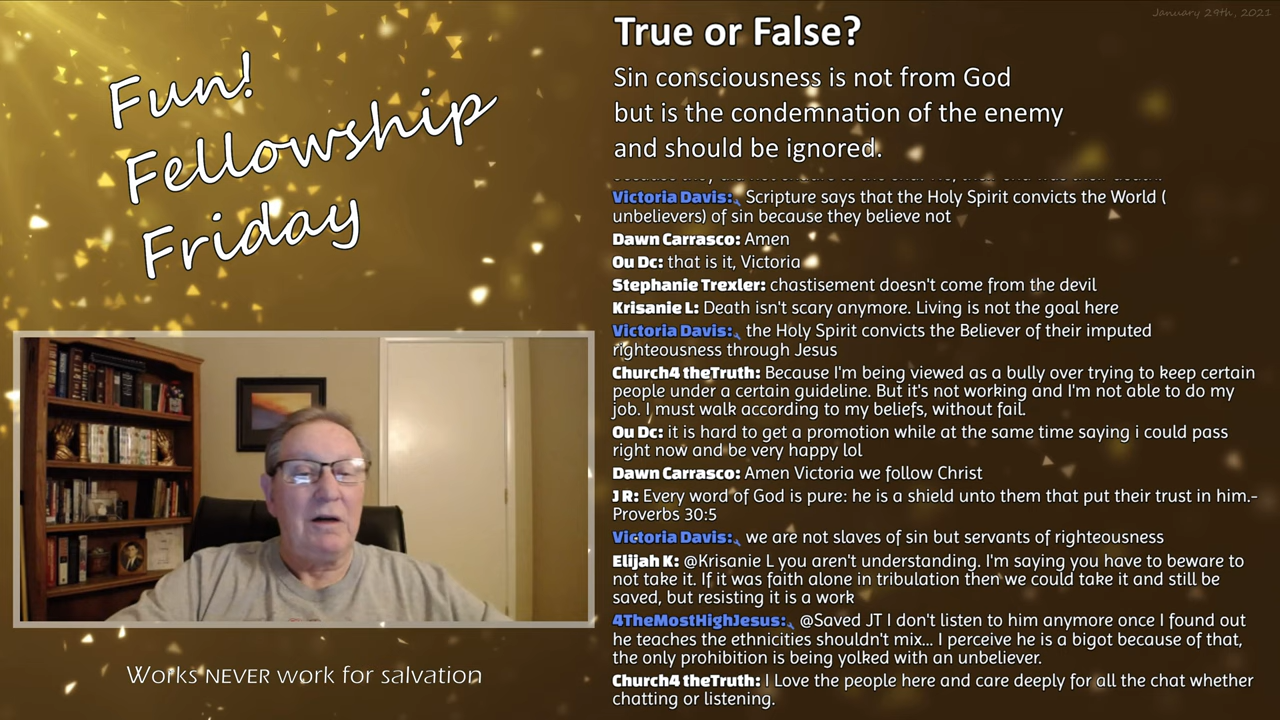 January 29th, 2021
Fun!
Fellowship
Friday
True or False?
Sin consciousness is not from God
but is the condemnation of the enemy
and should be ignored.
Victoria Davis: Scripture says that the Holy Spirit convicts the World (
unbelievers) of sin because they believe not
Dawn Carrasco: Amen
Ou Dc: that is it, Victoria
Stephanie Trexler: chastisement doesn't come from the devil
Krisanie L: Death isn't scary anymore. Living is not the goal here
Victoria Davis: the Holy Spirit convicts the Believer of their imputed
righteousness through Jesus
Church4 theTruth: Because I'm being viewed as a bully over trying to keep certain
people under a certain guideline. But it's not working and I'm not able to do my
job. I must walk according to my beliefs, without fail.
Ou Dc: it is hard to get a promotion while at the same time saying i could pass
right now and be very happy lol
Dawn Carrasco: Amen Victoria we follow Christ
J R: Every word of God is pure: he is a shield unto them that put their trust in him.-
Proverbs 30:5
Victoria Davis: we are not slaves of sin but servants of righteousness
Elijah K: @Krisanie L you aren't understanding. I'm saying you have to beware to
not take it. If it was faith alone in tribulation then we could take it and still be
saved, but resisting it is a work
4TheMostHighJesus: @Saved JT I don't listen to him anymore once I found out
he teaches the ethnicities shouldn't mix... I perceive he is a bigot because of that,
the only prohibition is being yolked with an unbeliever.
Church4 theTruth: I Love the people here and care deeply for all the chat whether
chatting or listening.
Works NEVER work for salvation